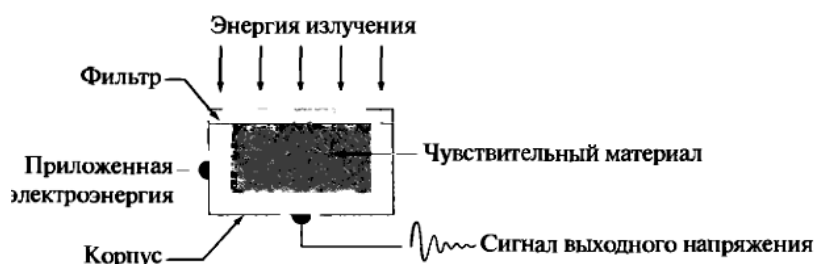 Энергия излучения
Фильтр
Чувствительный материал
Приложенная
электроэнергия
Корпус
Сигнал выходного напряжения